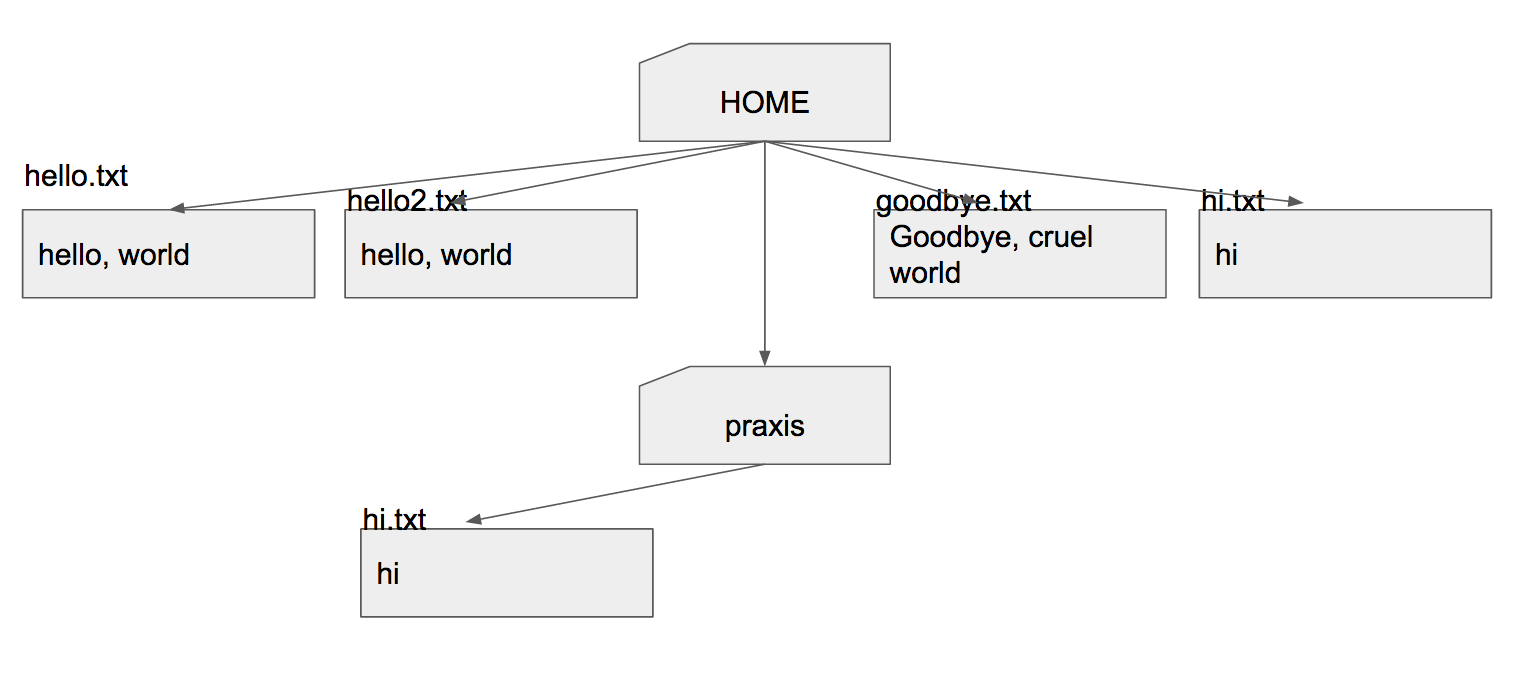 HOME
hello.txt
hello2.txt
goodbye.txt
hi.txt
hello, world
hello, world
Goodbye, cruel
world
hi
praxis
hi.txt
hi